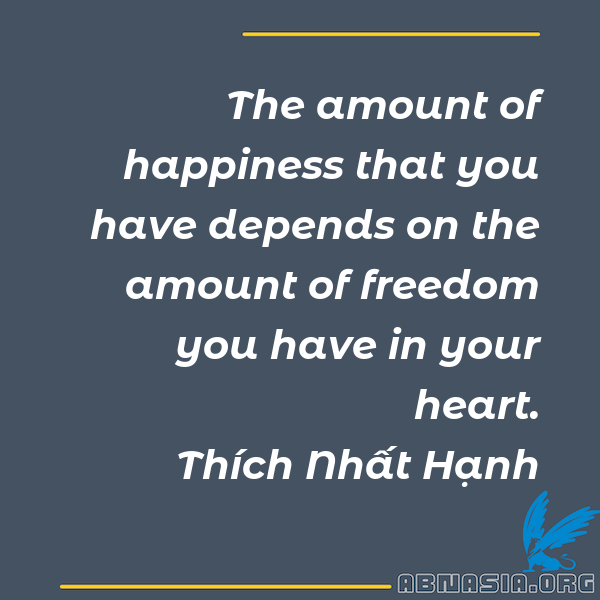 The amount of
happiness that you
have depends on the
amount of freedom
you have in your
heart.
Thích Nhất Hạnh
ABNASIA.ORG